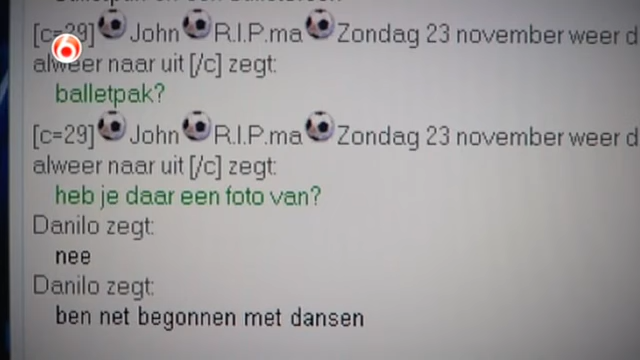 6
[c=29] John R.I.P.ma Zondag 23 november weer d
alweer naar uit [/c] zegt:
balletpak?
[c=29] John R.I.P.ma Zondag 23 november weer d
alweer naar uit [/c] zegt:
heb je daar een foto van?
Danilo zegt:
nee
Danilo zegt:
ben net begonnen met dansen